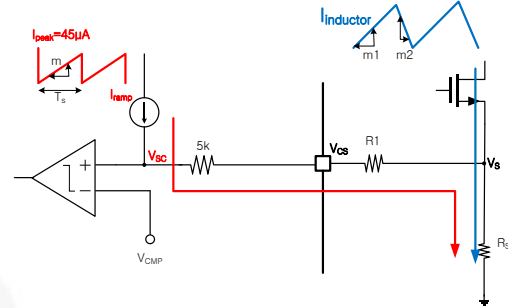 Iinductor
Ipeak=45µA
m
m1
m2
Ts
Iramp
5k
VCS
R1
VSC
VS
+
-
VCMP
RS